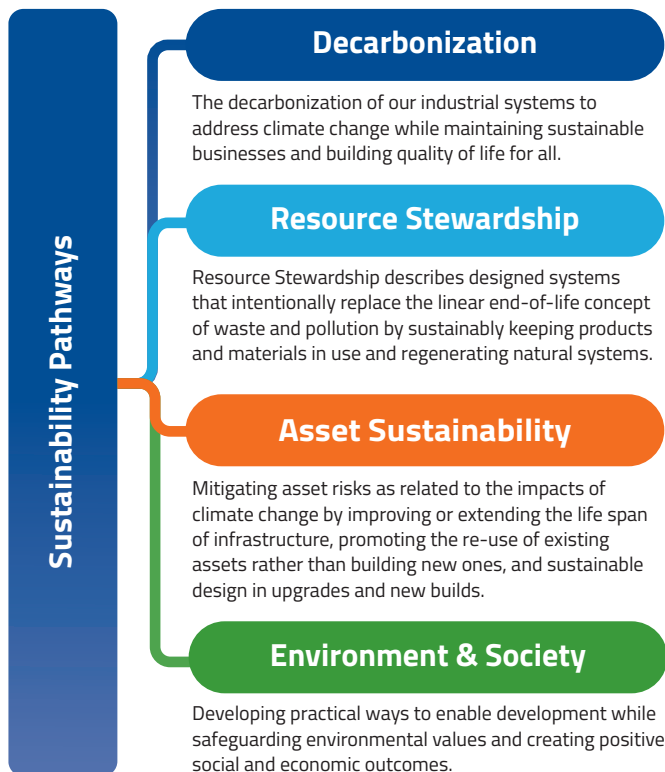 Sustainability Pathways
Decarbonization
The decarbonization of our industrial systems to
address climate change while maintaining sustainable
businesses and building quality of life for all.
Resource Stewardship
Resource Stewardship describes designed systems
that intentionally replace the linear end-of-life concept
of waste and pollution by sustainably keeping products
and materials in use and regenerating natural systems.
Asset Sustainability
Mitigating asset risks as related to the impacts of
climate change by improving or extending the life span
of infrastructure, promoting the re-use of existing
assets rather than building new ones, and sustainable
design in upgrades and new builds.
Environment & Society
Developing practical ways to enable development while
safeguarding environmental values and creating positive
social and economic outcomes.